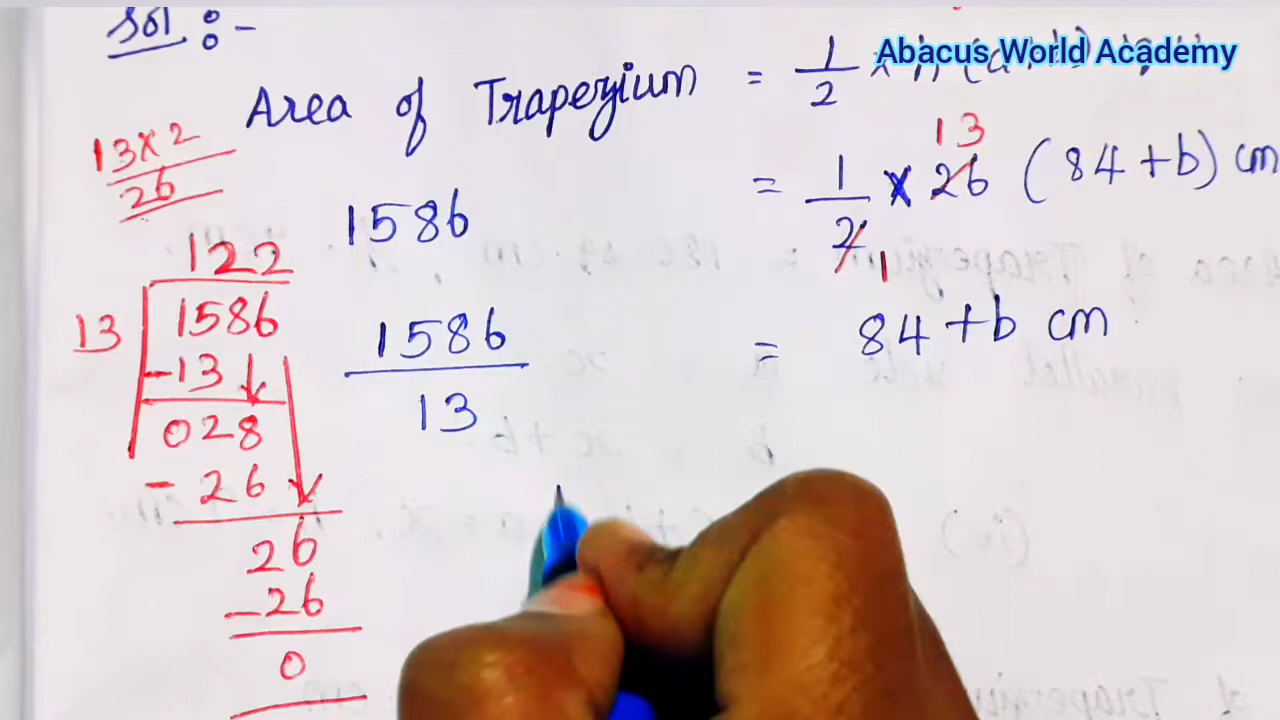 Sol :-
Abacus World Academy
Area of Trapezium = 1/2 × h (a+b)
13×2
26
1586 = 1/2 × 26 (84+b) cm
13
1
122
13 1586
-13
028
-26
26
-26
0
1586/13 = 84+b cm